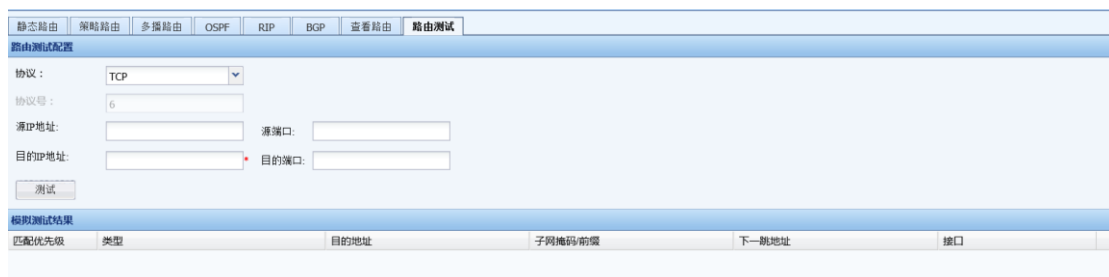 静态路由 策略路由 多播路由 OSPF RIP BGP 查看路由 路由测试
路由测试配置
协议： TCP
协议号： 6
源IP地址: 源端口:
目的IP地址: * 目的端口:
测试
模拟测试结果
匹配优先级 类型 目的地址 子网掩码/前缀 下一跳地址 接口